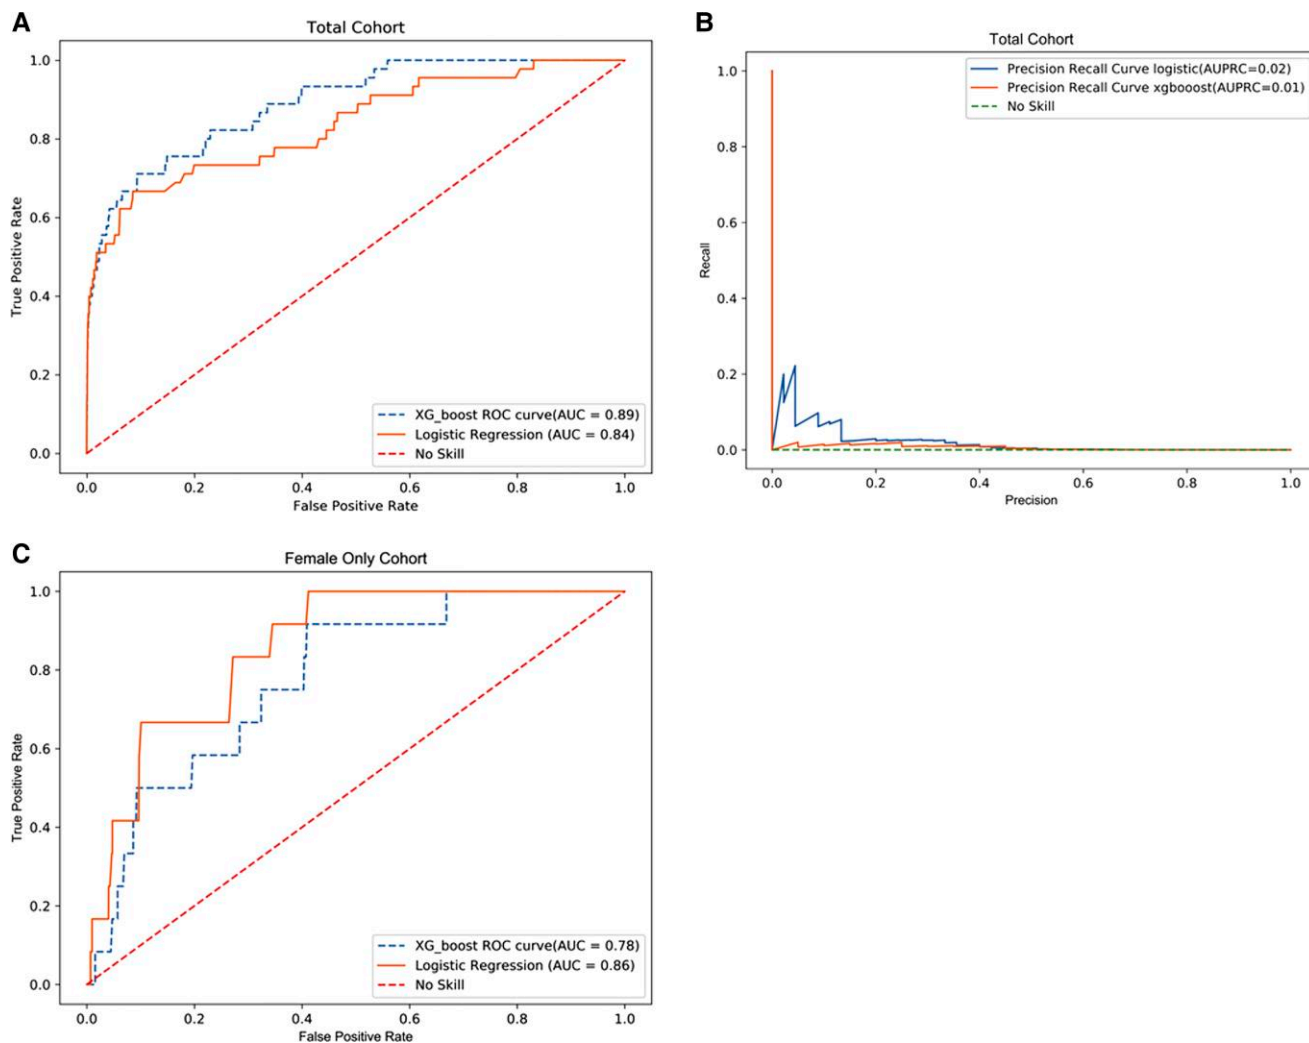 A
Total Cohort
True Positive Rate
1.0
0.8
0.6
0.4
0.2
0.0
0.0 0.2 0.4 0.6 0.8 1.0
False Positive Rate
XG_boost ROC curve(AUC = 0.89)
Logistic Regression (AUC = 0.84)
No Skill
B
Total Cohort
Recall
1.0
0.8
0.6
0.4
0.2
0.0
0.0 0.2 0.4 0.6 0.8 1.0
Precision
Precision Recall Curve logistic(AUPRC=0.02)
Precision Recall Curve xgbooost(AUPRC=0.01)
No Skill
C
Female Only Cohort
True Positive Rate
1.0
0.8
0.6
0.4
0.2
0.0
0.0 0.2 0.4 0.6 0.8 1.0
False Positive Rate
XG_boost ROC curve(AUC = 0.78)
Logistic Regression (AUC = 0.86)
No Skill